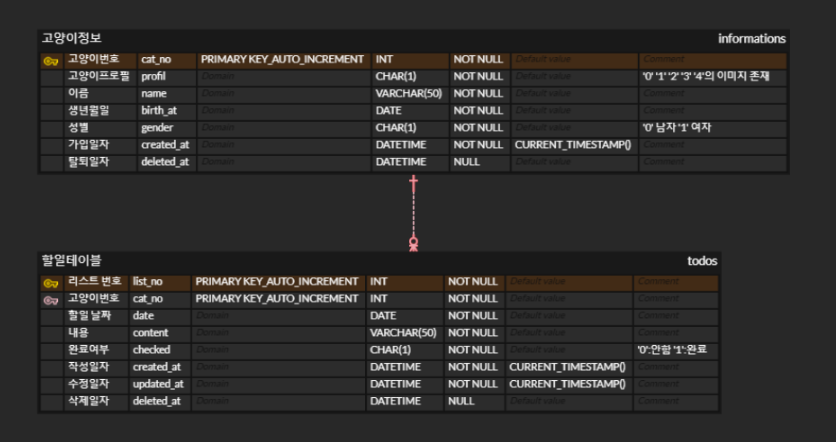 고양이정보 informations
고양이번호 cat_no PRIMARY KEY_AUTO_INCREMENT INT NOT NULL Default value Comment
고양이프로필 profil Domain CHAR(1) NOT NULL Default value '0' '1' '2' '3' '4'의 이미지 존재
이름 name Domain VARCHAR(50) NOT NULL Default value Comment
생년월일 birth_at Domain DATE NOT NULL Default value Comment
성별 gender Domain CHAR(1) NOT NULL Default value '0' 남자 '1' 여자
가입일자 created_at Domain DATETIME NOT NULL CURRENT_TIMESTAMP() Comment
탈퇴일자 deleted_at Domain DATETIME NULL Default value Comment
할일테이블 todos
리스트 번호 list_no PRIMARY KEY_AUTO_INCREMENT INT NOT NULL Default value Comment
고양이번호 cat_no PRIMARY KEY_AUTO_INCREMENT INT NOT NULL Default value Comment
할일 날짜 date Domain DATE NOT NULL Default value Comment
내용 content Domain VARCHAR(50) NOT NULL Default value Comment
완료여부 checked Domain CHAR(1) NOT NULL Default value '0':안함 '1':완료
작성일자 created_at Domain DATETIME NOT NULL CURRENT_TIMESTAMP() Comment
수정일자 updated_at Domain DATETIME NOT NULL CURRENT_TIMESTAMP() Comment
삭제일자 deleted_at Domain DATETIME NULL Default value Comment